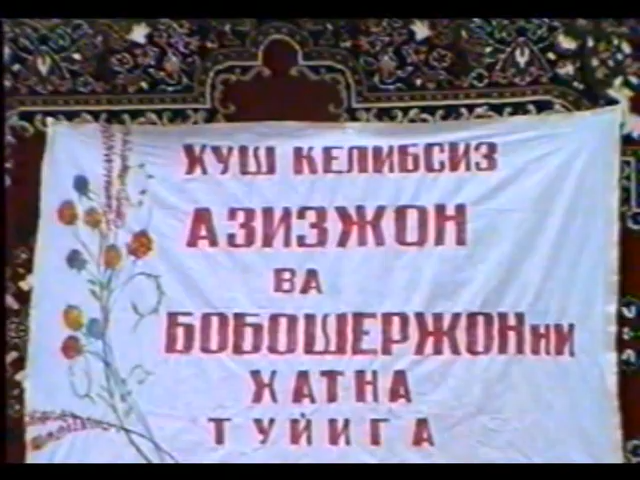 ХУШ КЕЛИБСИЗ
АЗИЗЖОН
ВА
БОБОШЕРЖОНни
ХАТНА
ТУЙИГА